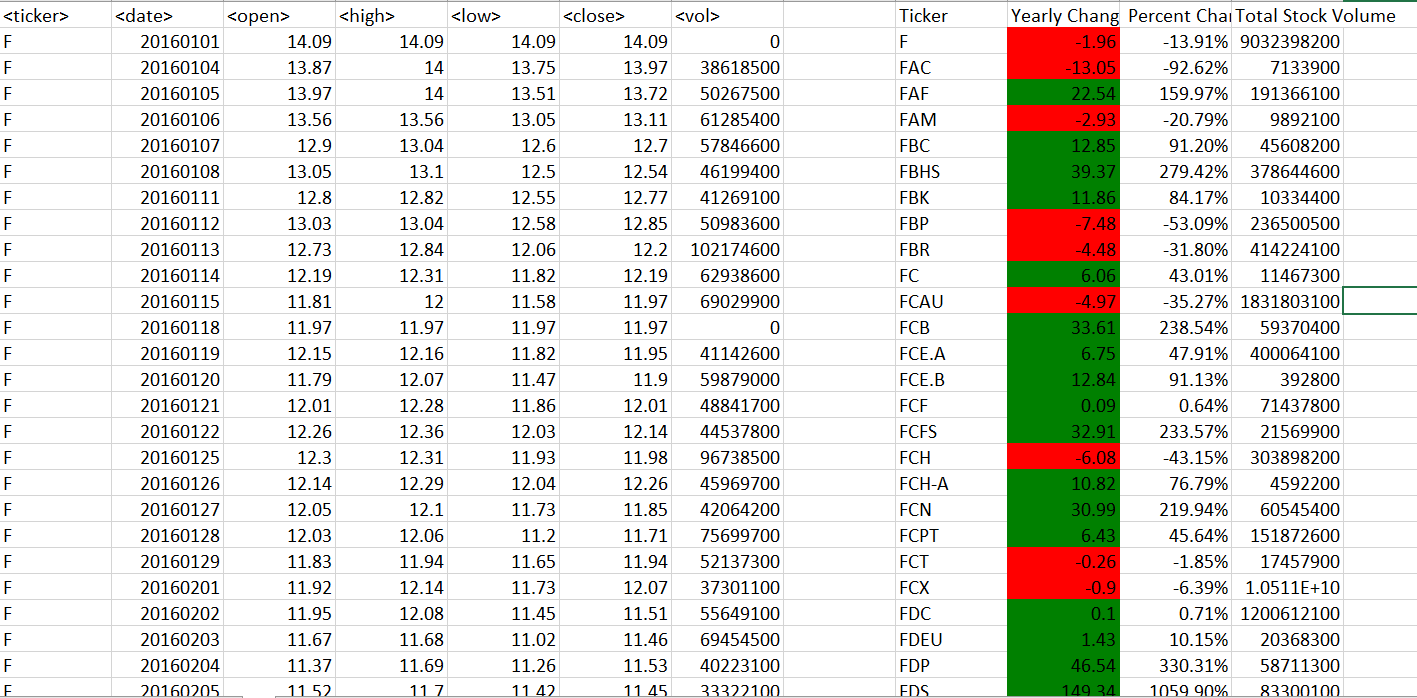 <ticker> <date> <open> <high> <low> <close> <vol> Ticker Yearly Chang Percent Char Total Stock Volume
F 20160101 14.09 14.09 14.09 14.09 0 F -1.96 -13.91% 9032398200
F 20160104 13.87 14 13.75 13.97 38618500 FAC -13.05 -92.62% 7133900
F 20160105 13.97 14 13.51 13.72 50267500 FAF 22.54 159.97% 191366100
F 20160106 13.56 13.56 13.05 13.11 61285400 FAM -2.93 -20.79% 9892100
F 20160107 12.9 13.04 12.6 12.7 57846600 FBC 12.85 91.20% 45608200
F 20160108 13.05 13.1 12.5 12.54 46199400 FBHS 39.37 279.42% 378644600
F 20160111 12.8 12.82 12.55 12.77 41269100 FBK 11.86 84.17% 10334400
F 20160112 13.03 13.04 12.58 12.85 50983600 FBP -7.48 -53.09% 236500500
F 20160113 12.73 12.84 12.06 12.2 102174600 FBR -4.48 -31.80% 414224100
F 20160114 12.19 12.31 11.82 12.19 62938600 FC 6.06 43.01% 11467300
F 20160115 11.81 12 11.58 11.97 69029900 FCAU -4.97 -35.27% 1831803100
F 20160118 11.97 11.97 11.97 11.97 0 FCB 33.61 238.54% 59370400
F 20160119 12.15 12.16 11.82 11.95 41142600 FCE.A 6.75 47.91% 400064100
F 20160120 11.79 12.07 11.47 11.9 59879000 FCE.B 12.84 91.13% 392800
F 20160121 12.01 12.28 11.86 12.01 48841700 FCF 0.09 0.64% 71437800
F 20160122 12.26 12.36 12.03 12.14 44537800 FCFS 32.91 233.57% 21569900
F 20160125 12.3 12.31 11.93 11.98 96738500 FCH -6.08 -43.15% 303898200
F 20160126 12.14 12.29 12.04 12.26 45969700 FCH-A 10.82 76.79% 4592200
F 20160127 12.05 12.1 11.73 11.85 42064200 FCN 30.99 219.94% 60545400
F 20160128 12.03 12.06 11.2 11.71 75699700 FCPT 6.43 45.64% 151872600
F 20160129 11.83 11.94 11.65 11.94 52137300 FCT -0.26 -1.85% 17457900
F 20160201 11.92 12.14 11.73 12.07 37301100 FCX -0.9 -6.39% 1.0511E+10
F 20160202 11.95 12.08 11.45 11.51 55649100 FDC 0.1 0.71% 1200612100
F 20160203 11.67 11.68 11.02 11.46 69454500 FDEU 1.43 10.15% 20368300
F 20160204 11.37 11.69 11.26 11.53 40223100 FDP 46.54 330.31% 58711300
F 20160205 11.52 11.7 11.42 11.45 33322100 FDS 149.34 1059.90% 83300100